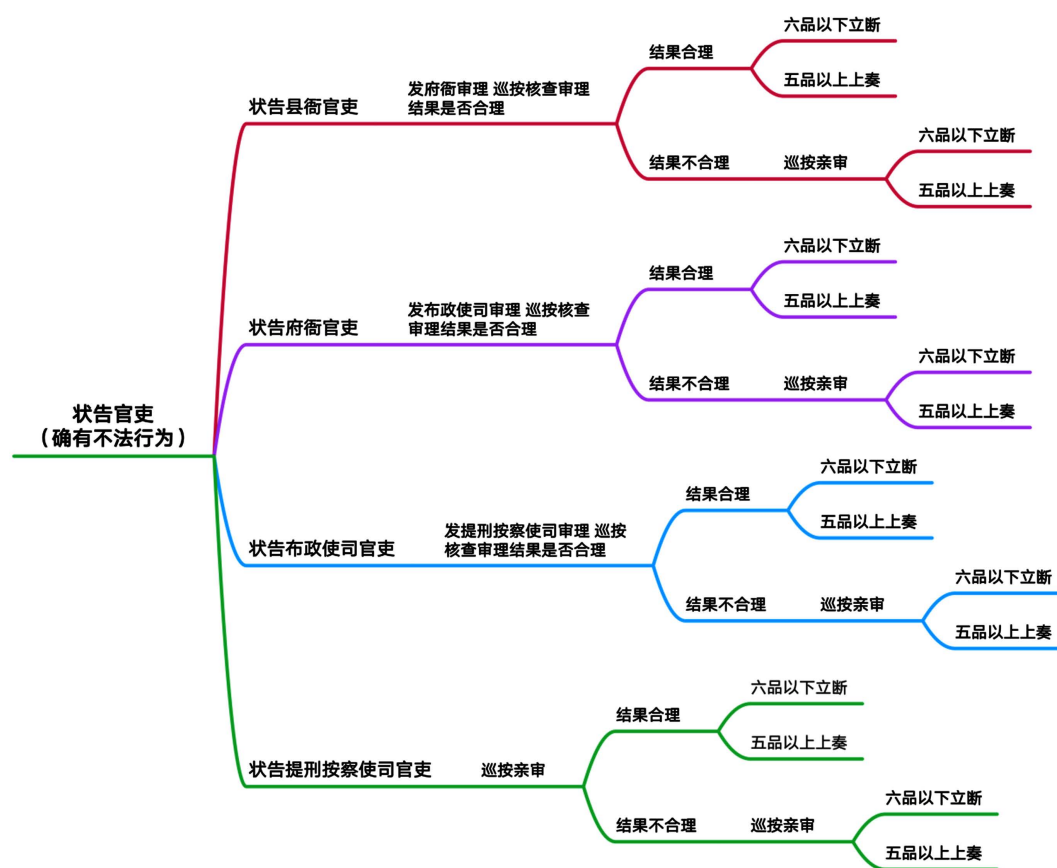 状告官吏
（确有不法行为）
状告县衙官吏
发府衙审理 巡按核查审理
结果是否合理
结果合理
六品以下立断
五品以上上奏
结果不合理
巡按亲审
六品以下立断
五品以上上奏
状告府衙官吏
发布政使司审理 巡按核查
审理结果是否合理
结果合理
六品以下立断
五品以上上奏
结果不合理
巡按亲审
六品以下立断
五品以上上奏
状告布政使司官吏
发提刑按察使司审理 巡按
核查审理结果是否合理
结果合理
六品以下立断
五品以上上奏
结果不合理
巡按亲审
六品以下立断
五品以上上奏
状告提刑按察使司官吏
巡按亲审
结果合理
六品以下立断
五品以上上奏
结果不合理
巡按亲审
六品以下立断
五品以上上奏